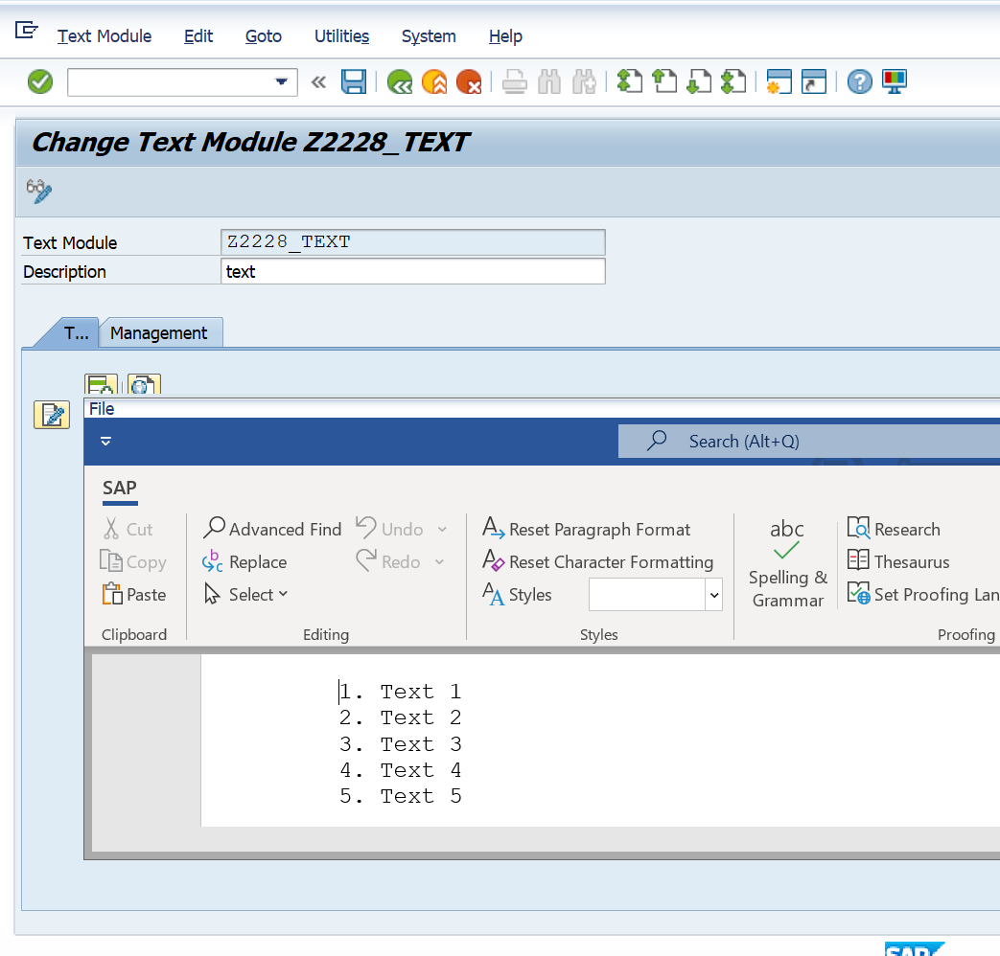 Text Module Edit Goto Utilities System Help
Change Text Module Z2228_TEXT
Text Module Z2228_TEXT
Description text
T... Management
File
Search (Alt+Q)
SAP
Cut
Copy
Paste
Clipboard
Advanced Find
Replace
Select
Undo
Redo
Editing
Reset Paragraph Format
Reset Character Formatting
Styles
Styles
abc
Spelling &
Grammar
Research
Thesaurus
Set Proofing Lan
Proofing
1. Text 1
2. Text 2
3. Text 3
4. Text 4
5. Text 5
SAP